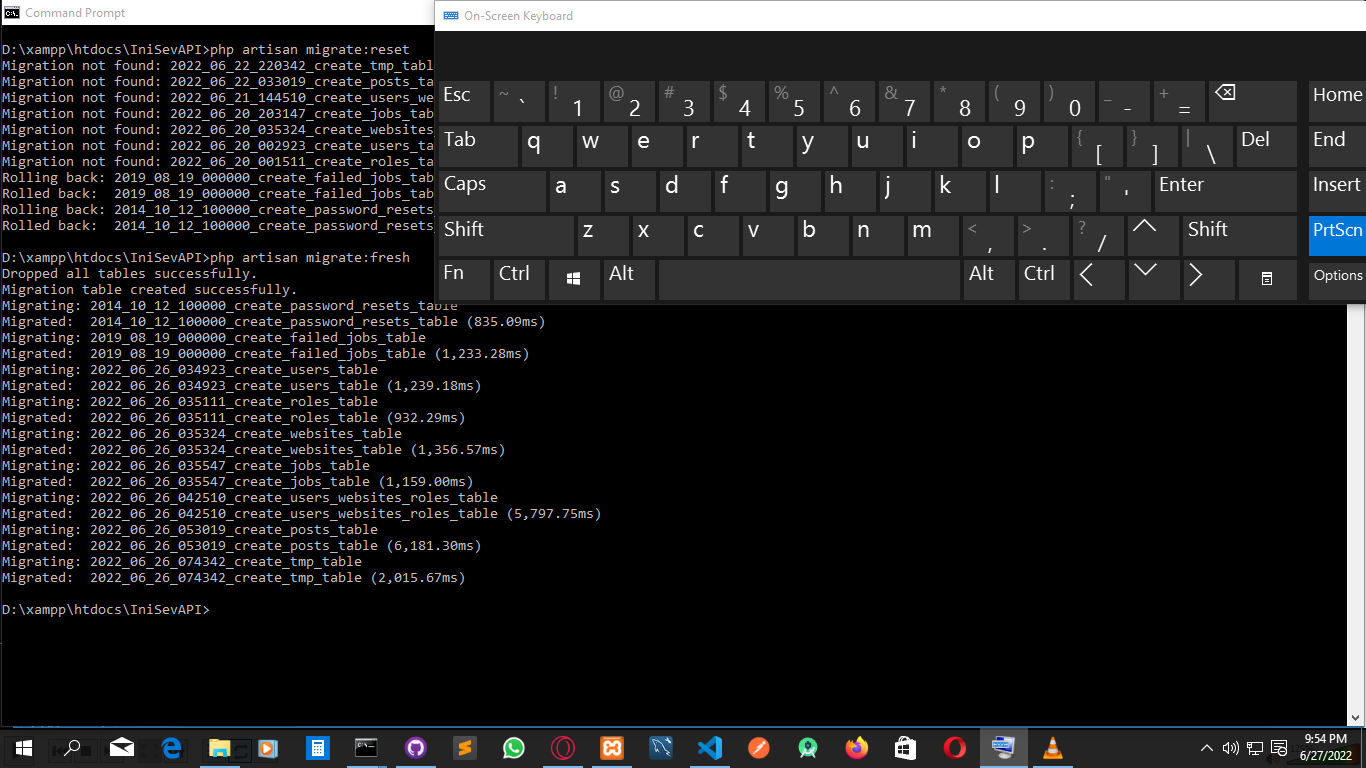 Command Prompt
D:\xampp\htdocs\IniSevAPI>php artisan migrate:reset
Migration not found: 2022_06_22_220342_create_tmp_tabl
Migration not found: 2022_06_22_033019_create_posts_ta
Migration not found: 2022_06_21_144510_create_users_we
Migration not found: 2022_06_20_203147_create_jobs_tab
Migration not found: 2022_06_20_035324_create_websites
Migration not found: 2022_06_20_002923_create_users_ta
Migration not found: 2022_06_20_001511_create_roles_ta
Rolling back: 2019_08_19_000000_create_failed_jobs_tab
Rolled back:  2019_08_19_000000_create_failed_jobs_tab
Rolling back: 2014_10_12_100000_create_password_resets
Rolled back:  2014_10_12_100000_create_password_resets
D:\xampp\htdocs\IniSevAPI>php artisan migrate:fresh
Dropped all tables successfully.
Migration table created successfully.
Migrating: 2014_10_12_100000_create_password_resets_table
Migrated:  2014_10_12_100000_create_password_resets_table (835.09ms)
Migrating: 2019_08_19_000000_create_failed_jobs_table
Migrated:  2019_08_19_000000_create_failed_jobs_table (1,233.28ms)
Migrating: 2022_06_26_034923_create_users_table
Migrated:  2022_06_26_034923_create_users_table (1,239.18ms)
Migrating: 2022_06_26_035111_create_roles_table
Migrated:  2022_06_26_035111_create_roles_table (932.29ms)
Migrating: 2022_06_26_035324_create_websites_table
Migrated:  2022_06_26_035324_create_websites_table (1,356.57ms)
Migrating: 2022_06_26_035547_create_jobs_table
Migrated:  2022_06_26_035547_create_jobs_table (1,159.00ms)
Migrating: 2022_06_26_042510_create_users_websites_roles_table
Migrated:  2022_06_26_042510_create_users_websites_roles_table (5,797.75ms)
Migrating: 2022_06_26_053019_create_posts_table
Migrated:  2022_06_26_053019_create_posts_table (6,181.30ms)
Migrating: 2022_06_26_074342_create_tmp_table
Migrated:  2022_06_26_074342_create_tmp_table (2,015.67ms)
D:\xampp\htdocs\IniSevAPI>
On-Screen Keyboard
Esc ~ ` ! 1 @ 2 # 3 $ 4 % 5 ^ 6 & 7 * 8 ( 9 ) 0 _ - + = Home
Tab q w e r t y u i o p { [ } ] | \ Del End
Caps a s d f g h j k l : ; " ' Enter Insert
Shift z x c v b n m < , > . ? / Shift PrtScn
Fn Ctrl Alt Alt Ctrl Options
9:54 PM
6/27/2022